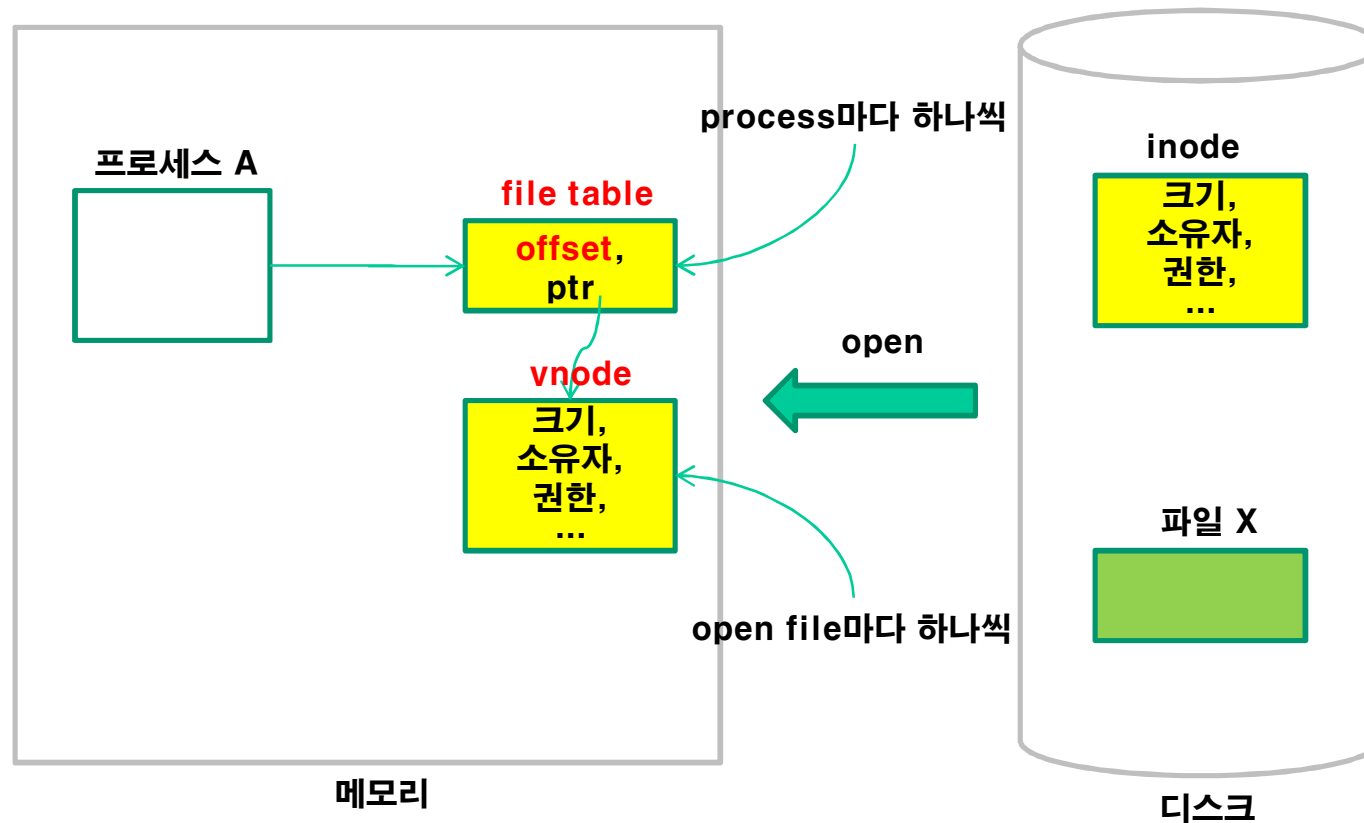 process마다 하나씩
프로세스 A
file table
offset,
ptr
vnode
크기,
소유자,
권한,
...
open file마다 하나씩
메모리
open
inode
크기,
소유자,
권한,
...
파일 X
디스크